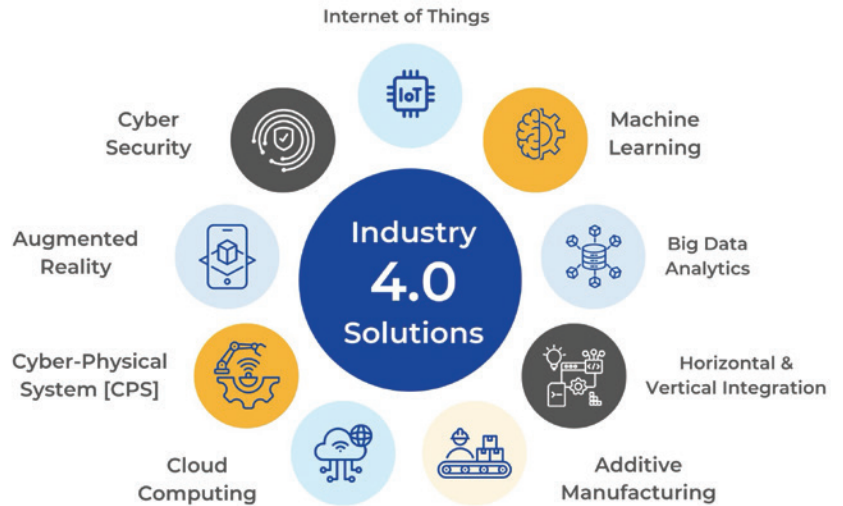 Internet of Things
IoT
Cyber
Security
Machine
Learning
Augmented
Reality
Industry
4.0
Solutions
Big Data
Analytics
Cyber-Physical
System [CPS]
Horizontal &
Vertical Integration
Cloud
Computing
Additive
Manufacturing